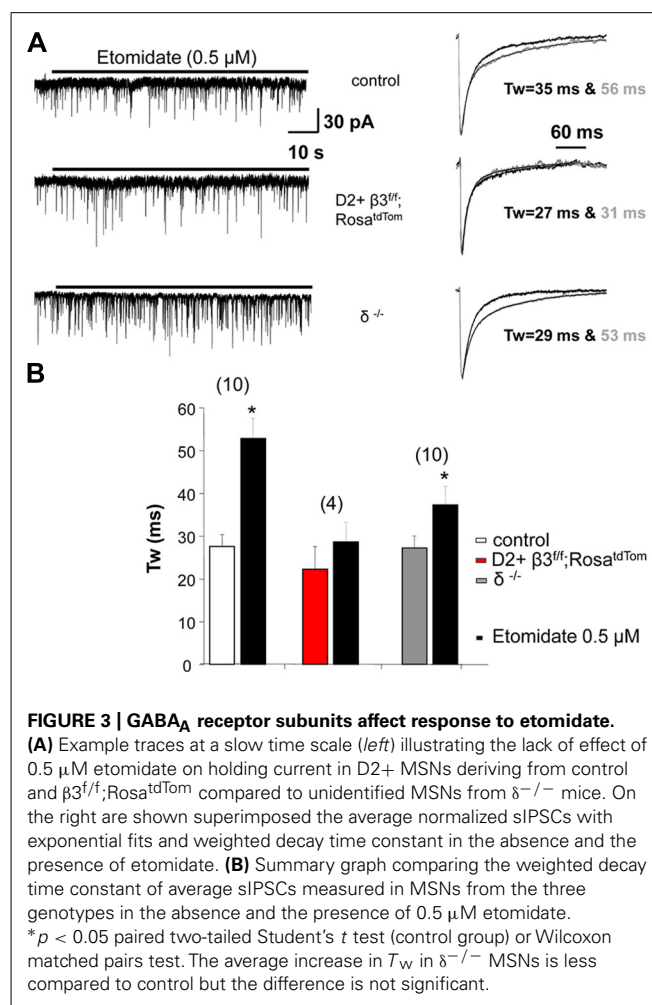 A
Etomidate (0.5 µM)
control
30 pA
10 s
Tw=35 ms & 56 ms
60 ms
D2+ β3f/f;
RosatdTom
Tw=27 ms & 31 ms
δ -/-
Tw=29 ms & 53 ms
B
(10)
(4)
(10)
*
*
60
50
40
30
20
10
0
Tw (ms)
control
D2+ β3f/f;RosatdTom
δ -/-
Etomidate 0.5 µM
FIGURE 3 | GABAA receptor subunits affect response to etomidate.
(A) Example traces at a slow time scale (left) illustrating the lack of effect of
0.5 µM etomidate on holding current in D2+ MSNs deriving from control
and β3f/f;RosatdTom compared to unidentified MSNs from δ−/− mice. On
the right are shown superimposed the average normalized sIPSCs with
exponential fits and weighted decay time constant in the absence and the
presence of etomidate. (B) Summary graph comparing the weighted decay
time constant of average sIPSCs measured in MSNs from the three
genotypes in the absence and the presence of 0.5 µM etomidate.
*p < 0.05 paired two-tailed Student's t test (control group) or Wilcoxon
matched pairs test. The average increase in TW in δ−/− MSNs is less
compared to control but the difference is not significant.